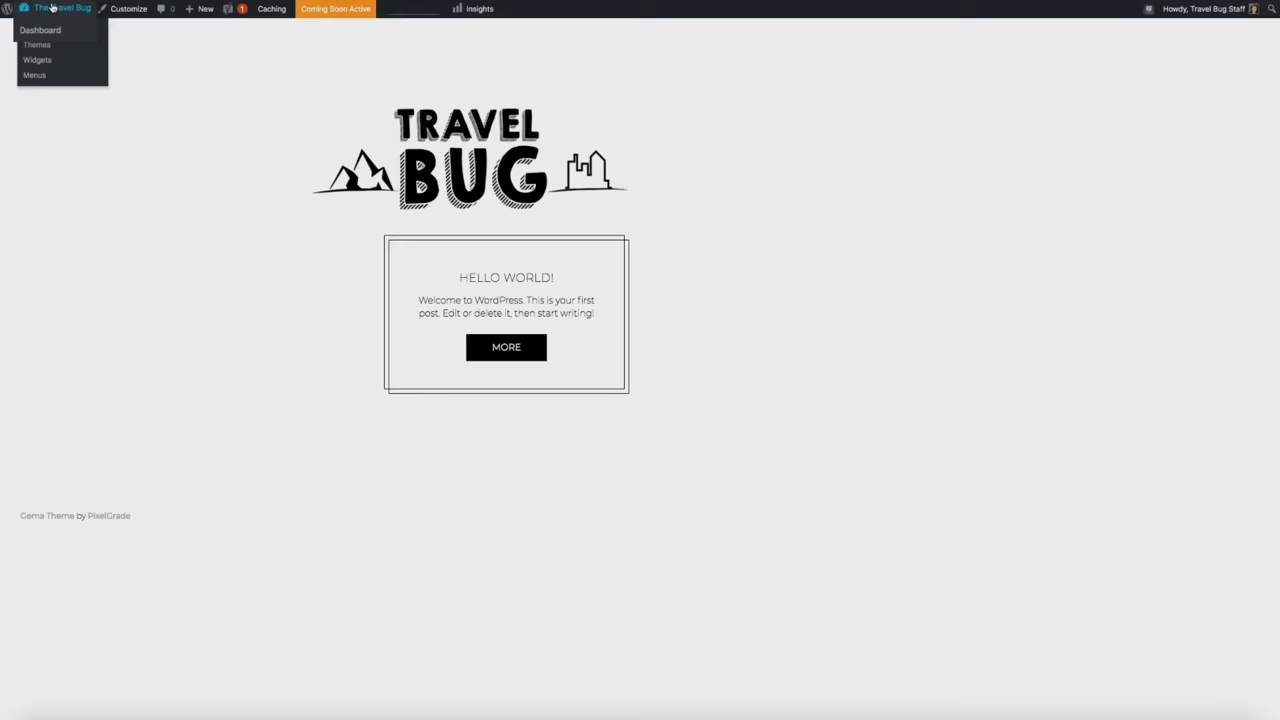 The Travel Bug Customize 0 New 1 Caching Coming Soon Active Insights Howdy, Travel Bug Staff
Dashboard
Themes
Widgets
Menus
TRAVEL
BUG
HELLO WORLD!
Welcome to WordPress. This is your first
post. Edit or delete it, then start writing!
MORE
Gema Theme by PixelGrade